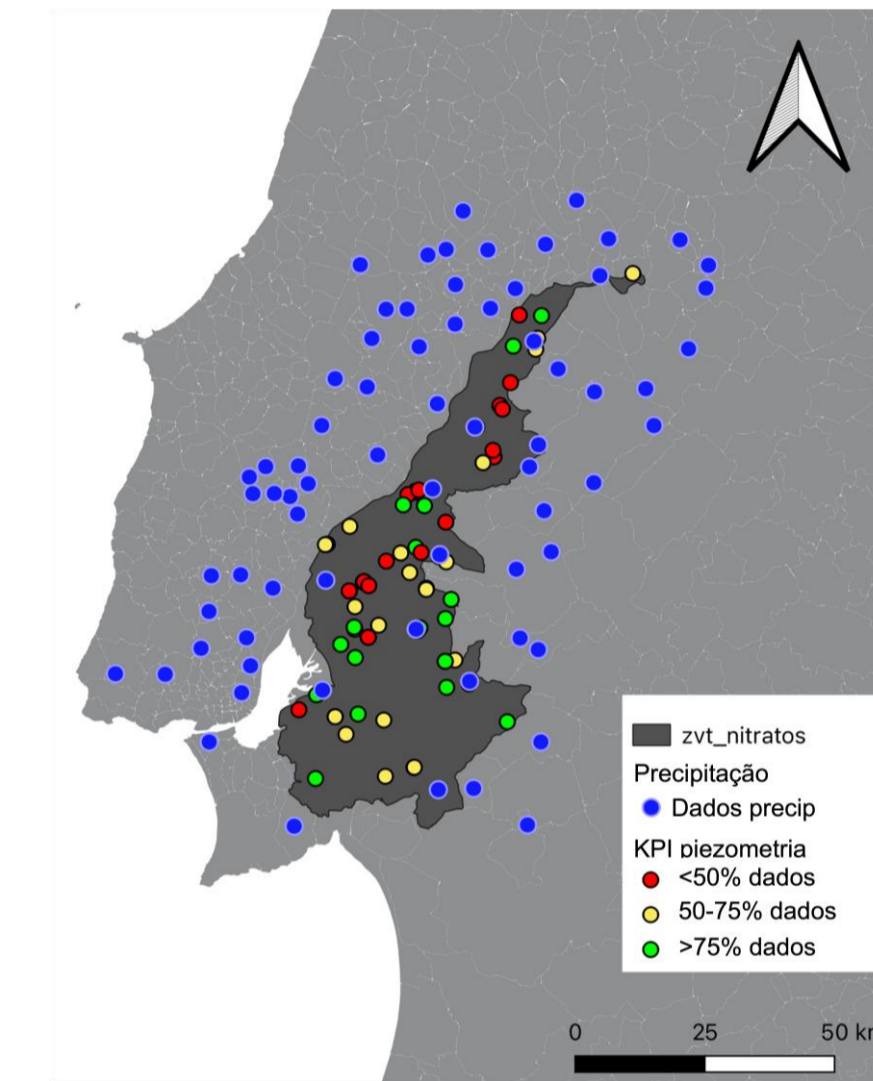 zvt_nitratos
Precipitação
Dados precip
KPI piezometria
<50% dados
50-75% dados
>75% dados
0 25 50 km